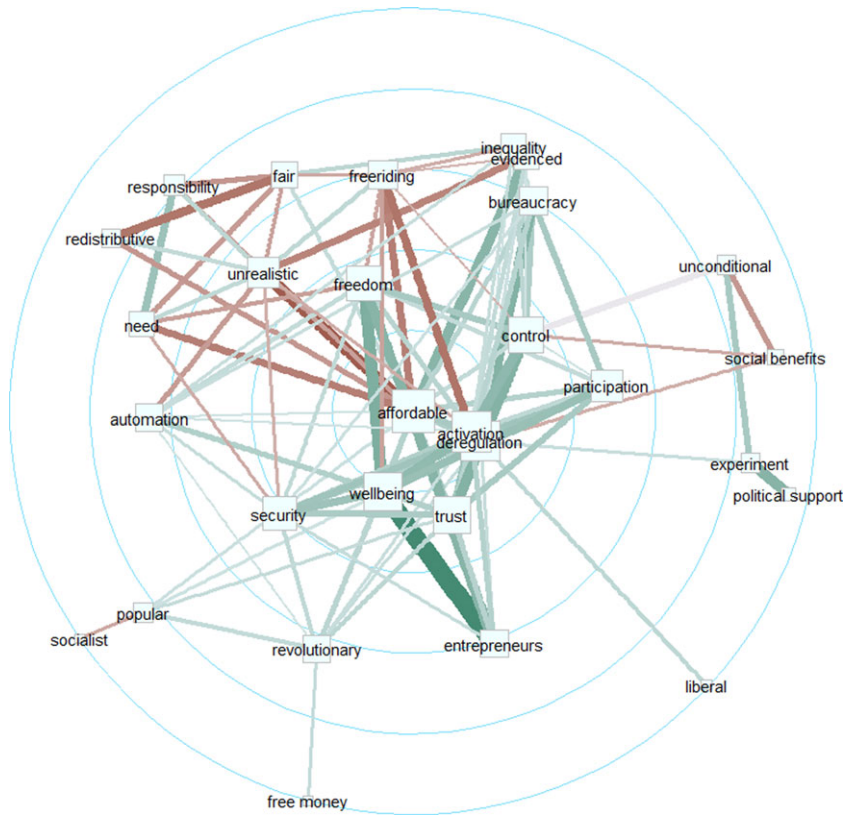 inequality
evidenced
fair
freeriding
responsibility
bureaucracy
redistributive
unrealistic
freedom
unconditional
need
control
social benefits
participation
automation
affordable
activation
deregulation
experiment
wellbeing
political support
security
trust
popular
socialist
revolutionary
entrepreneurs
liberal
free money